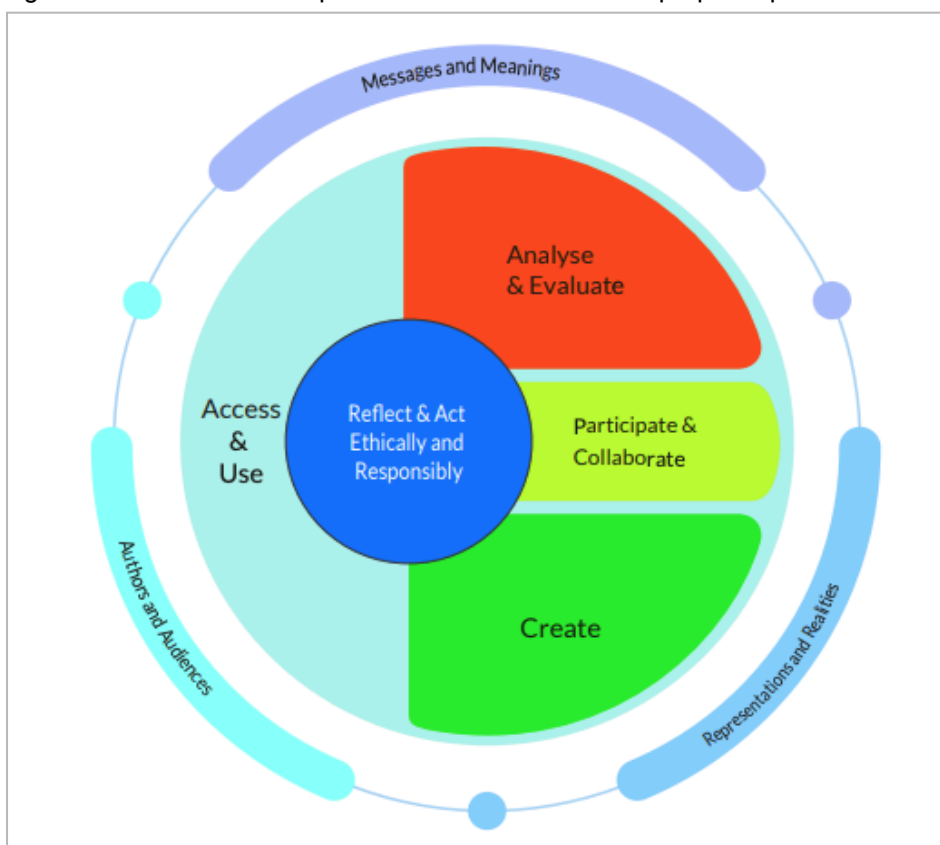 Messages and Meanings
Analyse
& Evaluate
Access
&
Use
Reflect & Act
Ethically and
Responsibly
Participate &
Collaborate
Create
Authors and Audiences
Representations and Realities